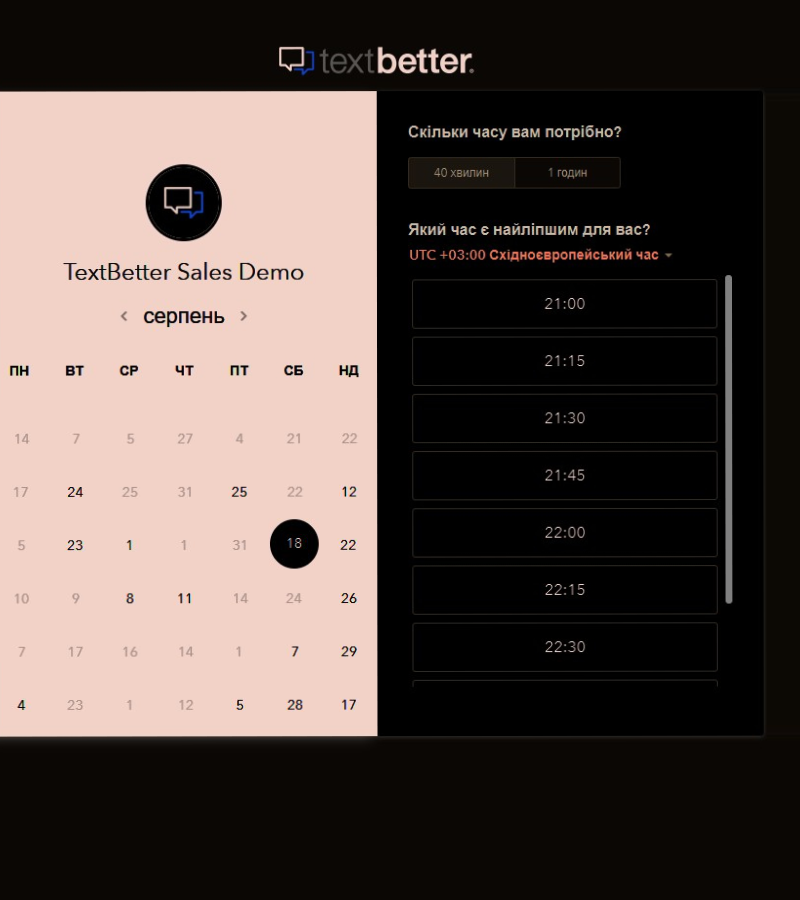 textbetter.
TextBetter Sales Demo
серпень
ПН ВТ СР ЧТ ПТ СБ НД
14 7 5 27 4 21 22
17 24 25 31 25 22 12
5 23 1 1 31 18 22
10 9 8 11 14 24 26
7 17 16 14 1 7 29
4 23 1 12 5 28 17
Скільки часу вам потрібно?
40 хвилин 1 годин
Який час є найліпшим для вас?
UTC +03:00 Східноєвропейський час
21:00
21:15
21:30
21:45
22:00
22:15
22:30